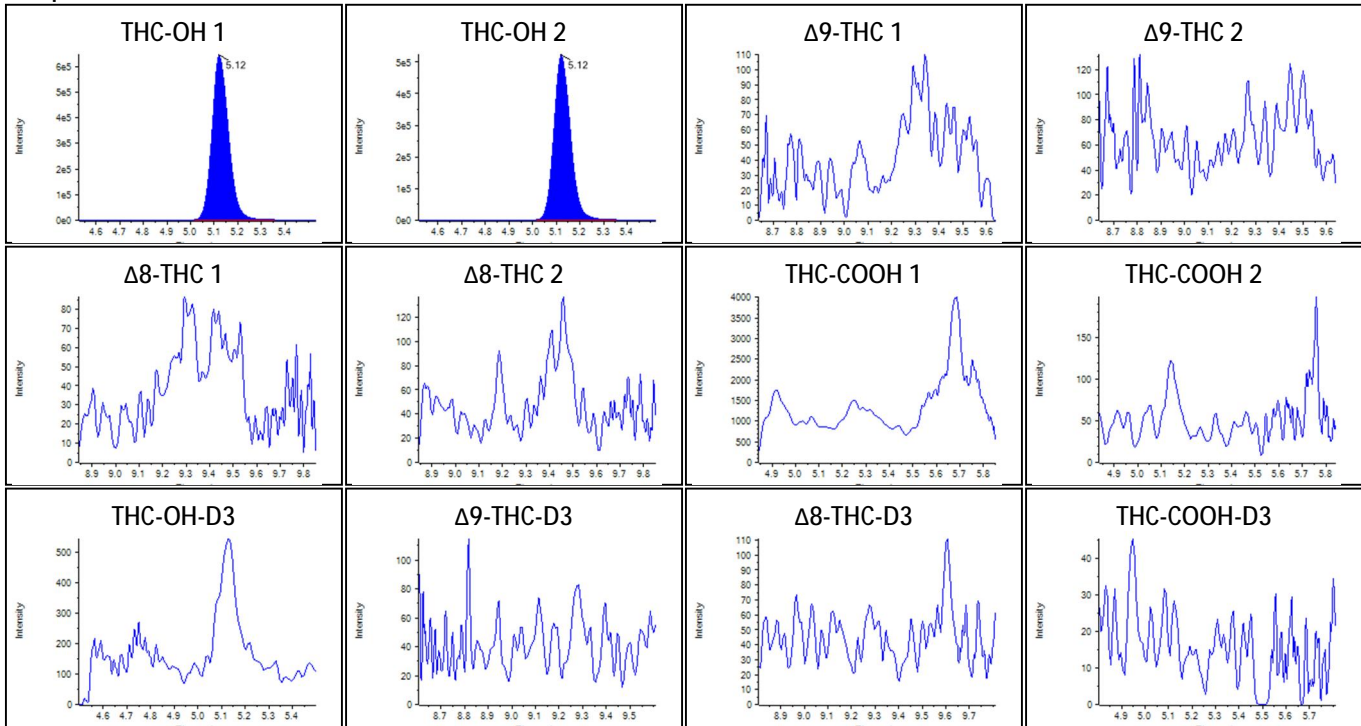 THC-OH 1
5.12
6e5
5e5
4e5
3e5
2e5
1e5
0e0
Intensity
4.6 4.7 4.8 4.9 5.0 5.1 5.2 5.3 5.4
THC-OH 2
5.12
5e5
4e5
3e5
2e5
1e5
0e0
Intensity
4.6 4.7 4.8 4.9 5.0 5.1 5.2 5.3 5.4
Δ9-THC 1
110
100
90
80
70
60
50
40
30
20
10
0
Intensity
8.7 8.8 8.9 9.0 9.1 9.2 9.3 9.4 9.5 9.6
Δ9-THC 2
120
100
80
60
40
20
0
Intensity
8.7 8.8 8.9 9.0 9.1 9.2 9.3 9.4 9.5 9.6
Δ8-THC 1
80
70
60
50
40
30
20
10
0
Intensity
8.9 9.0 9.1 9.2 9.3 9.4 9.5 9.6 9.7 9.8
Δ8-THC 2
120
100
80
60
40
20
0
Intensity
8.9 9.0 9.1 9.2 9.3 9.4 9.5 9.6 9.7 9.8
THC-COOH 1
4000
3500
3000
2500
2000
1500
1000
500
0
Intensity
4.9 5.0 5.1 5.2 5.3 5.4 5.5 5.6 5.7 5.8
THC-COOH 2
150
100
50
0
Intensity
4.9 5.0 5.1 5.2 5.3 5.4 5.5 5.6 5.7 5.8
THC-OH-D3
500
400
300
200
100
0
Intensity
4.6 4.7 4.8 4.9 5.0 5.1 5.2 5.3 5.4
Δ9-THC-D3
100
80
60
40
20
0
Intensity
8.7 8.8 8.9 9.0 9.1 9.2 9.3 9.4 9.5
Δ8-THC-D3
110
100
90
80
70
60
50
40
30
20
10
0
Intensity
8.9 9.0 9.1 9.2 9.3 9.4 9.5 9.6 9.7
THC-COOH-D3
40
30
20
10
0
Intensity
4.9 5.0 5.1 5.2 5.3 5.4 5.5 5.6 5.7